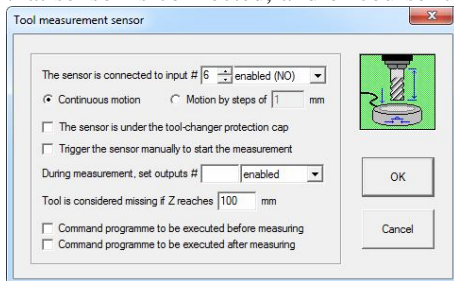 Tool measurement sensor
The sensor is connected to input # 6 enabled (NO)
Continuous motion Motion by steps of 1 mm
The sensor is under the tool-changer protection cap
Trigger the sensor manually to start the measurement
During measurement, set outputs # enabled
OK
Tool is considered missing if Z reaches 100 mm
Command programme to be executed before measuring
Cancel
Command programme to be executed after measuring